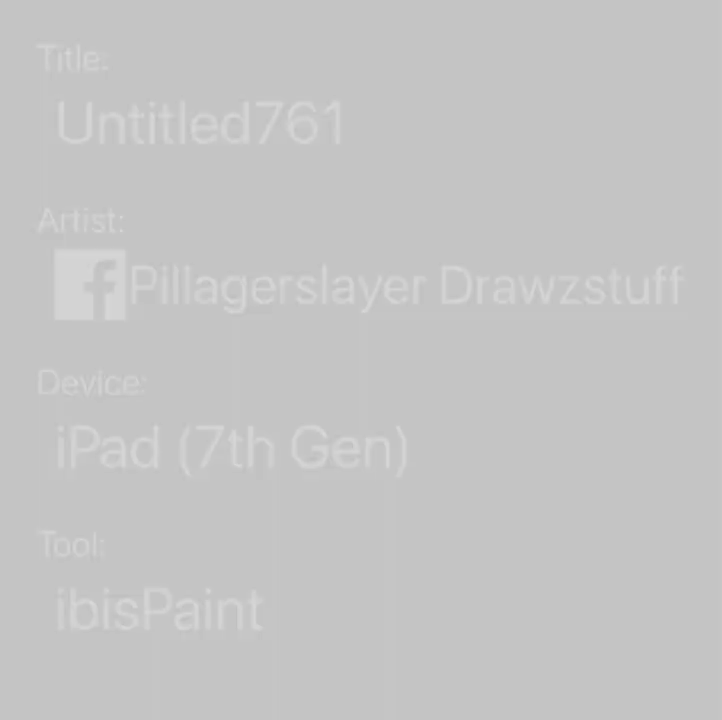 Title:
Untitled761
Artist:
Pillagerslayer Drawzstuff
Device:
iPad (7th Gen)
Tool:
ibisPaint